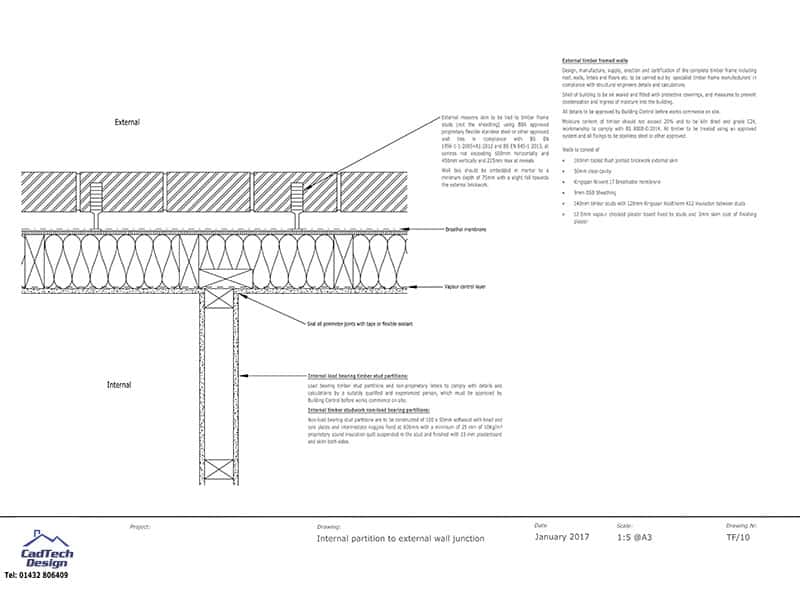 External timber framed walls
Design, manufacture, supply, erection and certification of the complete timber frame including
roof, walls, lintels and floors etc. to be carried out by specialist timber frame manufacturers' in
compliance with structural engineers details and calculations.
Shell of building to be all sealed and fitted with protective coverings, and measures to prevent
condensation and ingress of moisture into the building.
All details to be approved by Building Control before works commence on site.
Moisture content of timber should not exceed 20% and to be kiln dried and grade C24,
workmanship to comply with BS 8000-0:2014. All timber to be treated using an approved
system and all fixings to be stainless steel or other approved.
Walls to consist of
50mm clear cavity
Breathable membrane
9mm OSB Sheathing
140mm timber studs with 120mm Kingspan Kooltherm K12 insulation between studs
12.5mm vapour checked plaster board fixed to studs and 3mm skim coat of finishing
plaster
External
External masonry skin to be tied to timber frame
studs (not the sheathing) using BBA approved
proprietary flexible stainless steel or other approved
wall ties in compliance with BS EN
1996-1-1:2005+A1:2012 and BS EN 845-1:2013, at
centres not exceeding 600mm horizontally and
450mm vertically and 225mm max at reveals
Wall ties should be embedded in mortar to a
minimum depth of 75mm with a slight fall towards
the external brickwork.
Breather membrane
Vapour control layer
Seal all perimeter joints with tape or flexible sealant
Internal
Internal load bearing timber stud partitions:
Load bearing timber stud partitions and non-proprietary lintels to comply with details and
calculations by a suitably qualified and experienced person, which must be approved by
Building Control before works commence on site.
Internal timber studwork non-load bearing partitions:
Non-load bearing stud partitions are to be constructed of 100 x 50mm softwood with head and
sole plates and intermediate noggins fixed at 600mm with a minimum of 25 mm of 10Kg/m³
proprietary sound insulation quilt suspended in the stud and finished with 15 mm plasterboard
and skim both sides.
Project:
Drawing:
Internal partition to external wall junction
Date
January 2017
Scale:
1:5 @A3
Drawing Nr:
TF/10
CadTech
Design
Tel: 01432 806409